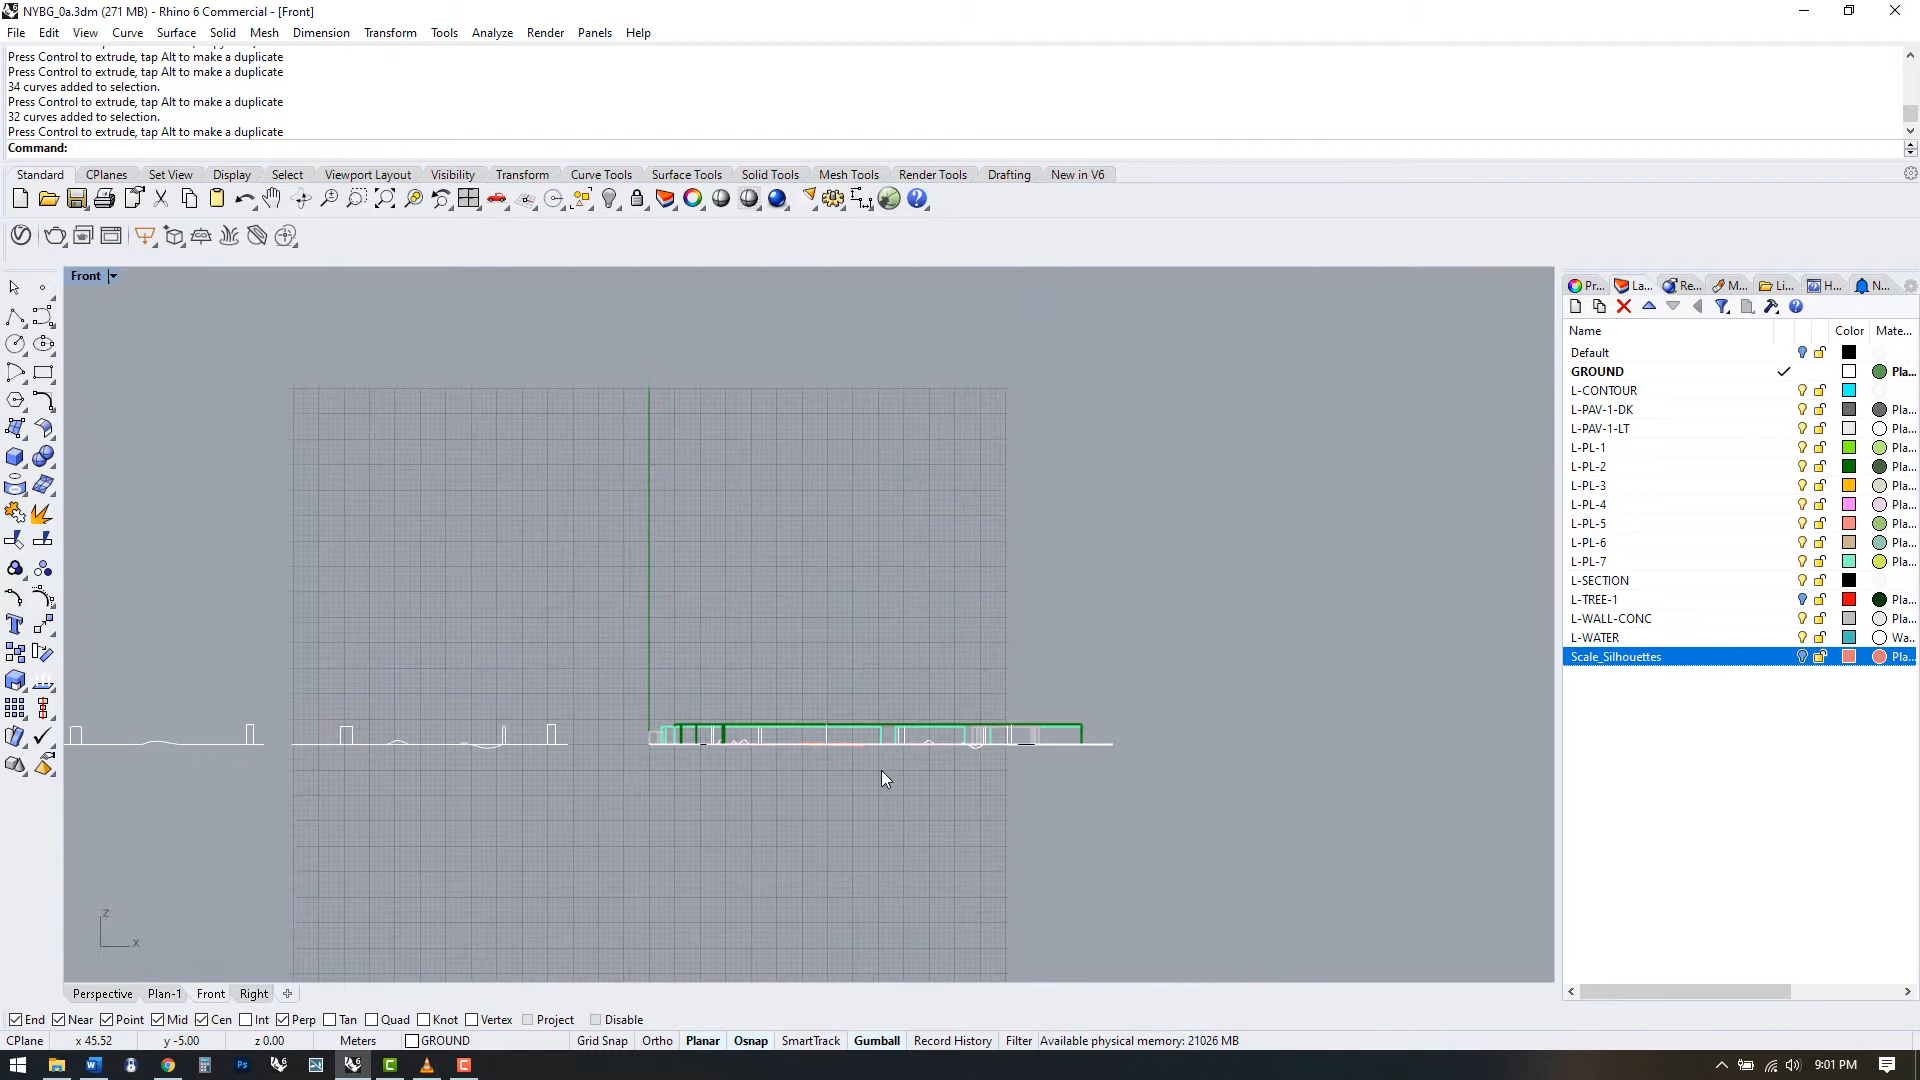 NYBG_0a.3dm (271 MB) - Rhino 6 Commercial - [Front]
File Edit View Curve Surface Solid Mesh Dimension Transform Tools Analyze Render Panels Help
Press Control to extrude, tap Alt to make a duplicate
Press Control to extrude, tap Alt to make a duplicate
34 curves added to selection.
Press Control to extrude, tap Alt to make a duplicate
32 curves added to selection.
Press Control to extrude, tap Alt to make a duplicate
Command:
Standard CPlanes Set View Display Select Viewport Layout Visibility Transform Curve Tools Surface Tools Solid Tools Mesh Tools Render Tools Drafting New in V6
Front
Pr... La... Re... M... Li... H... N...
Name Color Mate...
Default
GROUND Pla...
L-CONTOUR
L-PAV-1-DK Pla...
L-PAV-1-LT Pla...
L-PL-1 Pla...
L-PL-2 Pla...
L-PL-3 Pla...
L-PL-4 Pla...
L-PL-5 Pla...
L-PL-6 Pla...
L-PL-7 Pla...
L-SECTION
L-TREE-1 Pla...
L-WALL-CONC Pla...
L-WATER Wa...
Scale_Silhouettes Pla...
z
x
Perspective Plan-1 Front Right
End Near Point Mid Cen Int Perp Tan Quad Knot Vertex Project Disable
CPlane x 45.52 y -5.00 z 0.00 Meters GROUND Grid Snap Ortho Planar Osnap SmartTrack Gumball Record History Filter Available physical memory: 21026 MB
9:01 PM